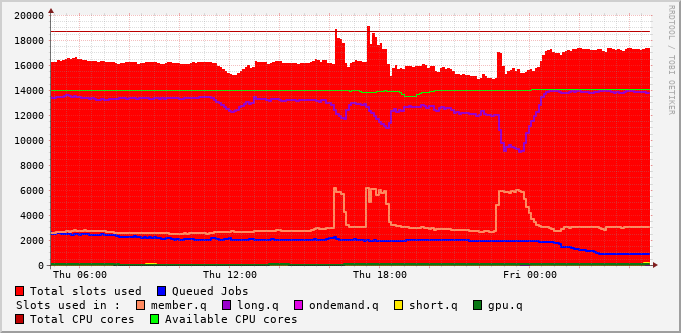 20000
18000
16000
14000
12000
10000
8000
6000
4000
2000
0
Thu 06:00 Thu 12:00 Thu 18:00 Fri 00:00
RRDTOOL / TOBI OETIKER
Total slots used Queued Jobs
Slots used in : member.q long.q ondemand.q short.q gpu.q
Total CPU cores Available CPU cores